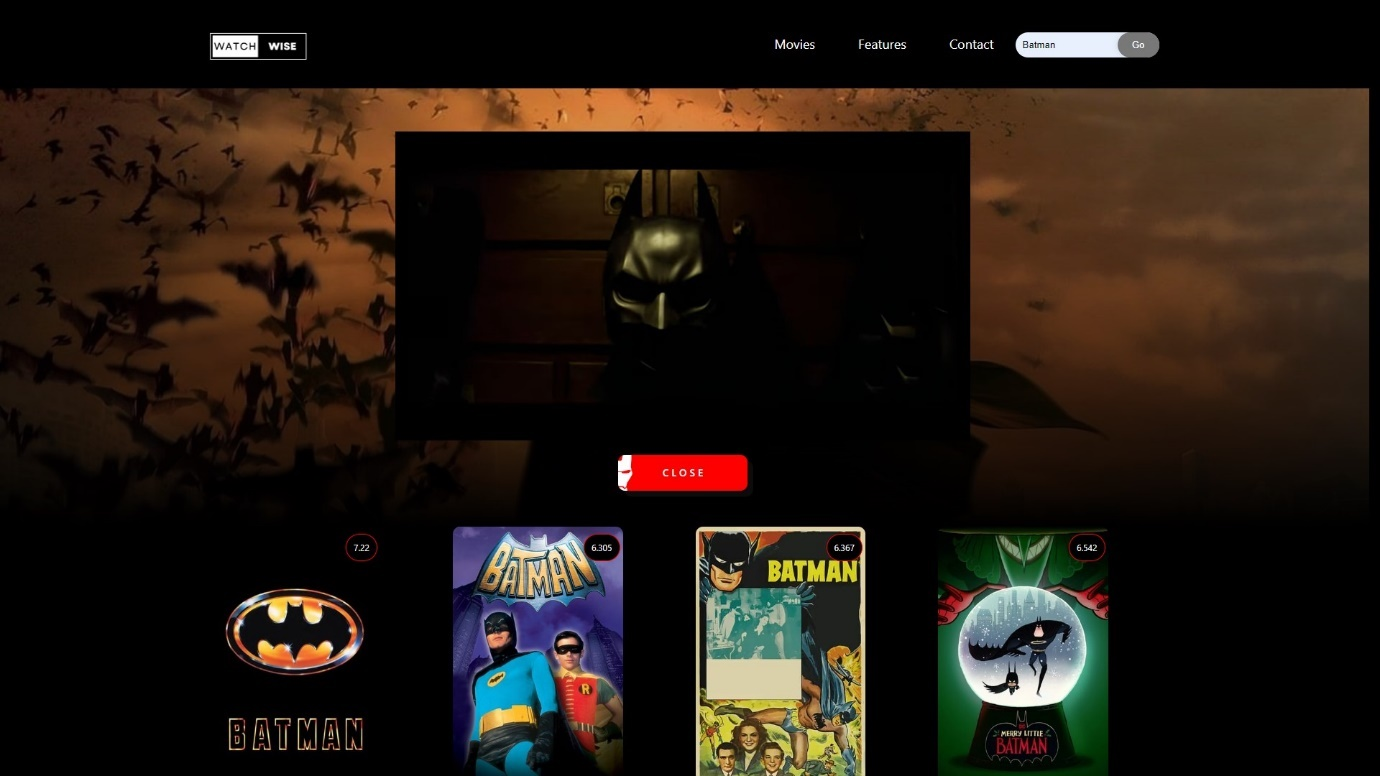 WATCH WISE
Movies
Features
Contact
Batman
Go
CLOSE
7.22
BATMAN
6.305
BATMAN
R
6.367
BATMAN
6.542
MERRY LITTLE
BATMAN